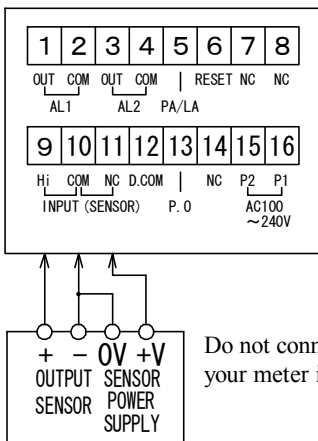 1 2 3 4 5 6 7 8
OUT COM OUT COM | RESET NC NC
AL1 AL2 PA/LA
9 10 11 12 13 14 15 16
Hi COM NC D.COM | NC P2 P1
INPUT (SENSOR) P.O AC100
～240V
+ − 0V +V
OUTPUT SENSOR
SENSOR POWER
SUPPLY
Do not conn
your meter i